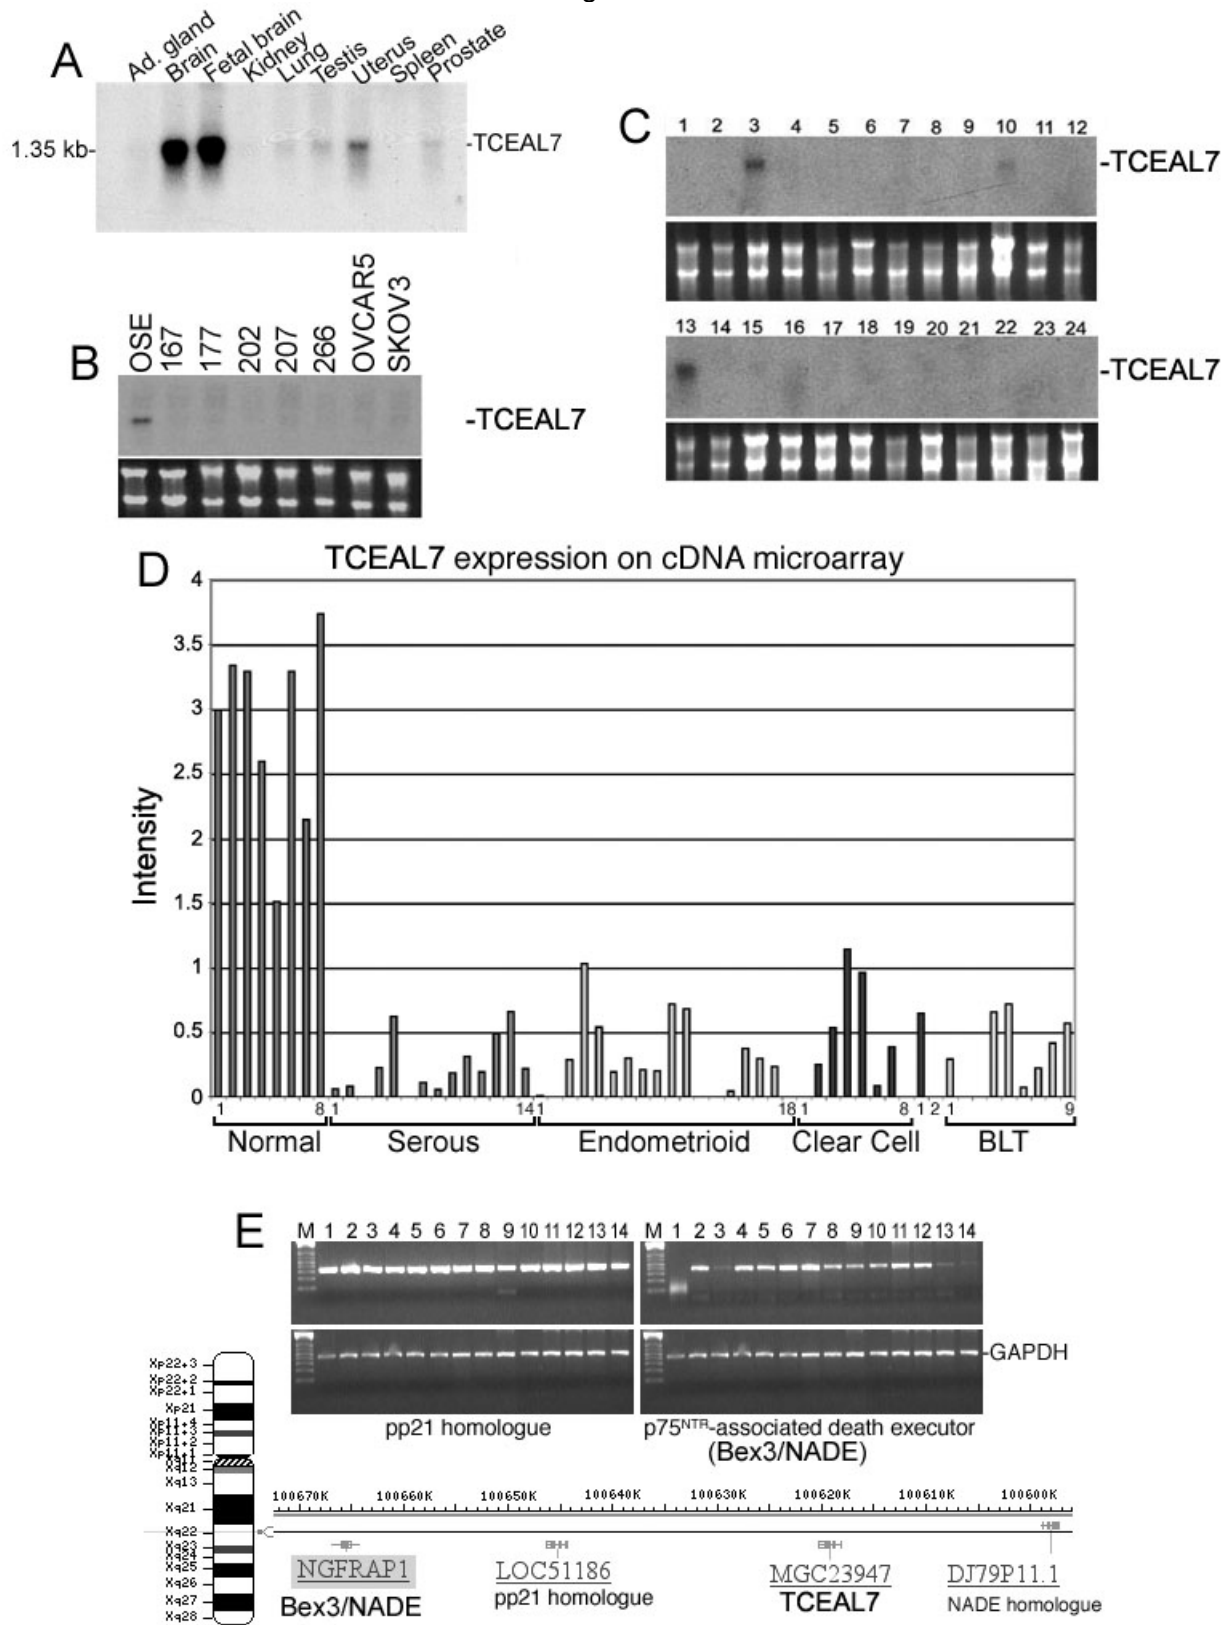 A
Ad. gland
Brain
Fetal brain
Kidney
Lung
Testis
Uterus
Spleen
Prostate
1.35 kb-
-TCEAL7
B
OSE
167
177
202
207
266
OVCAR5
SKOV3
-TCEAL7
C
1 2 3 4 5 6 7 8 9 10 11 12
-TCEAL7
13 14 15 16 17 18 19 20 21 22 23 24
-TCEAL7
D
TCEAL7 expression on cDNA microarray
Intensity
4
3.5
3
2.5
2
1.5
1
0.5
0
1 8 1 14 1 18 1 8 1 2 1 9
Normal Serous Endometrioid Clear Cell BLT
E
M 1 2 3 4 5 6 7 8 9 10 11 12 13 14
M 1 2 3 4 5 6 7 8 9 10 11 12 13 14
-GAPDH
pp21 homologue
p75NTR-associated death executor
(Bex3/NADE)
Xp22.3
Xp22.2
Xp22.1
Xp21
Xp11.4
Xp11.3
Xp11.2
Xp11.1
Xq12
Xq13
Xq21
Xq22
Xq23
Xq24
Xq25
Xq26
Xq27
Xq28
100670K 100660K 100650K 100640K 100630K 100620K 100610K 100600K
NGFRAP1
Bex3/NADE
LOC51186
pp21 homologue
MGC23947
TCEAL7
DJ79P11.1
NADE homologue